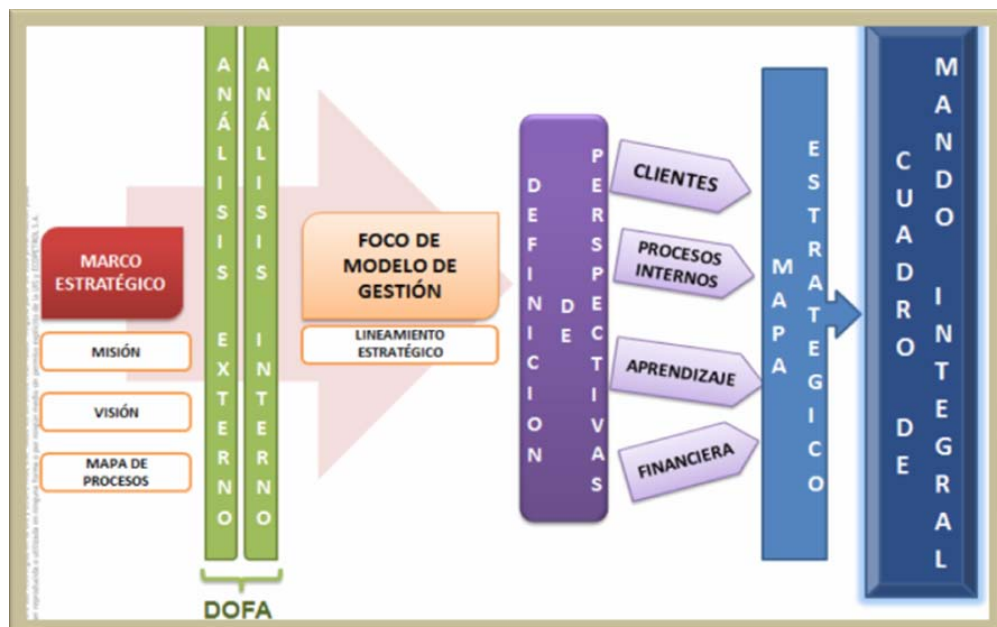 MARCO
ESTRATÉGICO
MISIÓN
VISIÓN
MAPA DE
PROCESOS
ANÁLISIS EXTERNO
ANÁLISIS INTERNO
DOFA
FOCO DE
MODELO DE
GESTIÓN
LINEAMIENTO
ESTRATÉGICO
DEFINICION
DE
PERSPECTIVAS
CLIENTES
PROCESOS
INTERNOS
APRENDIZAJE
FINANCIERA
MAPA
ESTRATEGICO
CUADRO DE
MANDO INTEGRAL